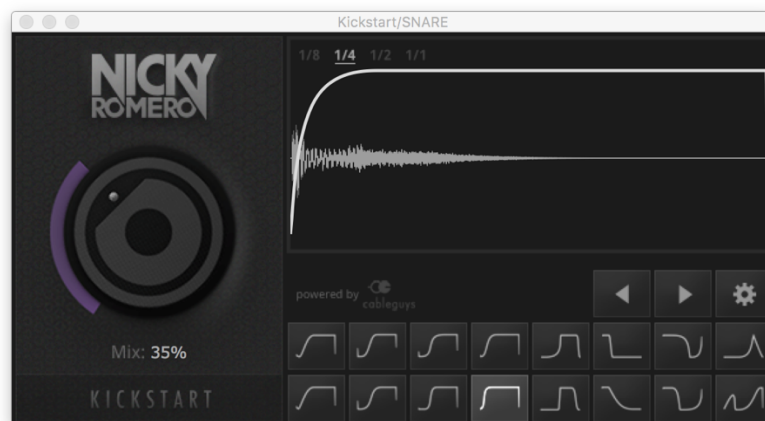 Kickstart/SNARE
NICKY
ROMERO
1/8 1/4 1/2 1/1
powered by cableguys
Mix: 35%
KICKSTART